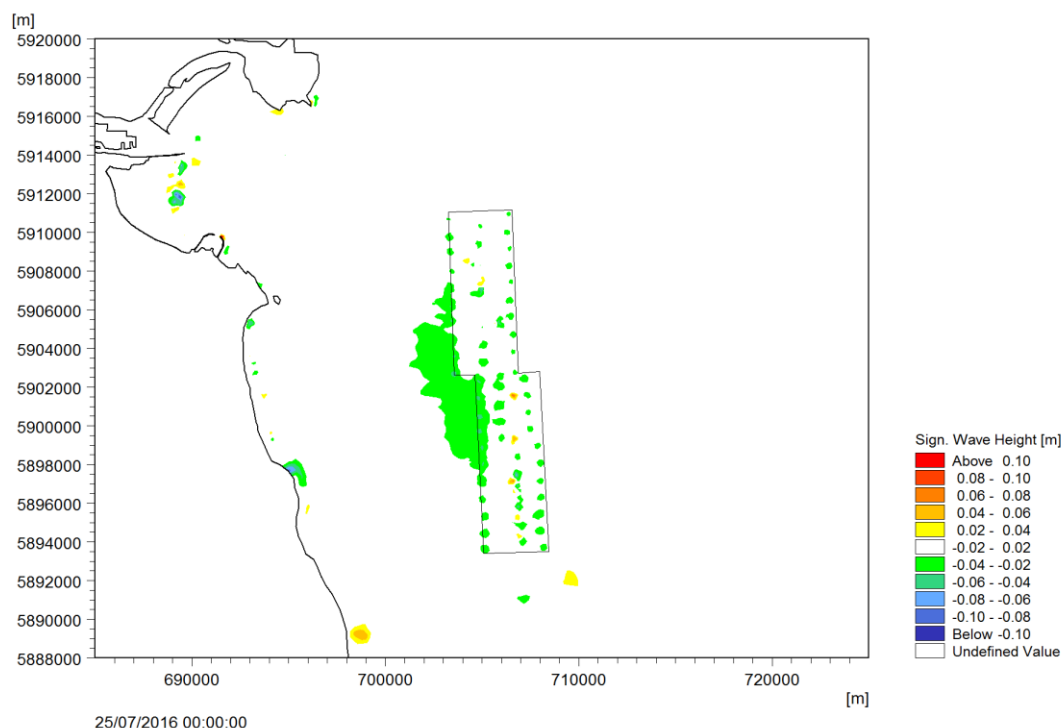 [m]
5920000
5918000
5916000
5914000
5912000
5910000
5908000
5906000
5904000
5902000
5900000
5898000
5896000
5894000
5892000
5890000
5888000
690000 700000 710000 720000
[m]
25/07/2016 00:00:00
Sign. Wave Height [m]
Above 0.10
0.08 - 0.10
0.06 - 0.08
0.04 - 0.06
0.02 - 0.04
-0.02 - 0.02
-0.04 - -0.02
-0.06 - -0.04
-0.08 - -0.06
-0.10 - -0.08
Below -0.10
Undefined Value